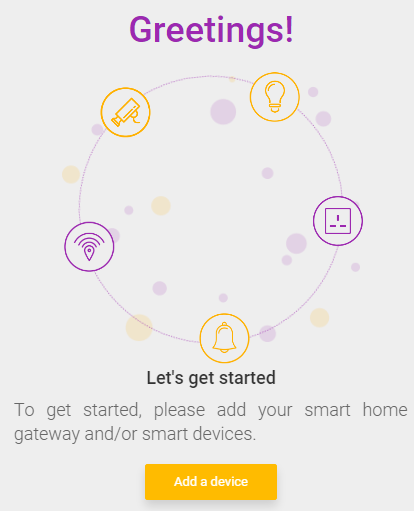 Greetings!
Let's get started
To get started, please add your smart home
gateway and/or smart devices.
Add a device